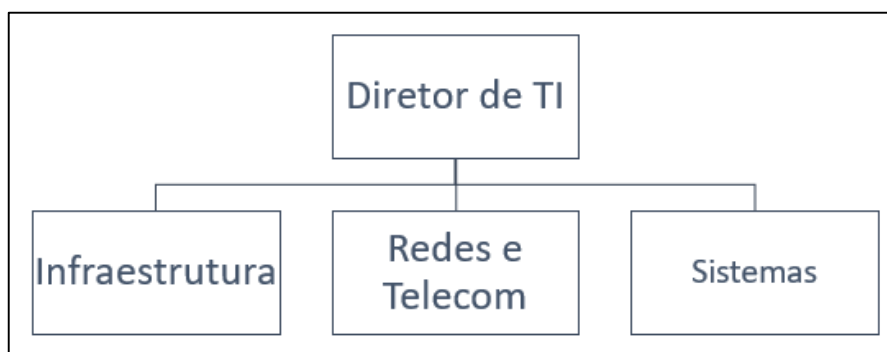 Diretor de TI
Infraestrutura
Redes e
Telecom
Sistemas